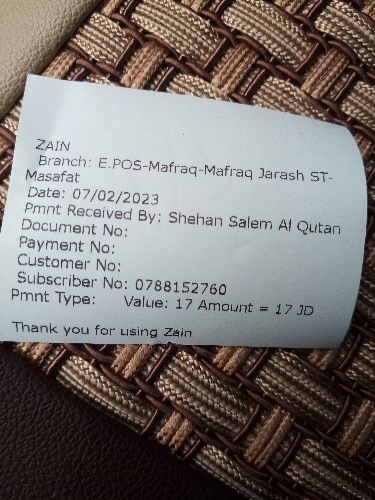 ZAIN
Branch: E.POS-Mafraq-Mafraq Jarash ST-
Masafat
Date: 07/02/2023
Pmnt Received By: Shehan Salem Al Qutan
Document No:
Payment No:
Customer No:
Subscriber No: 0788152760
Pmnt Type: Value: 17 Amount = 17 JD
Thank you for using Zain